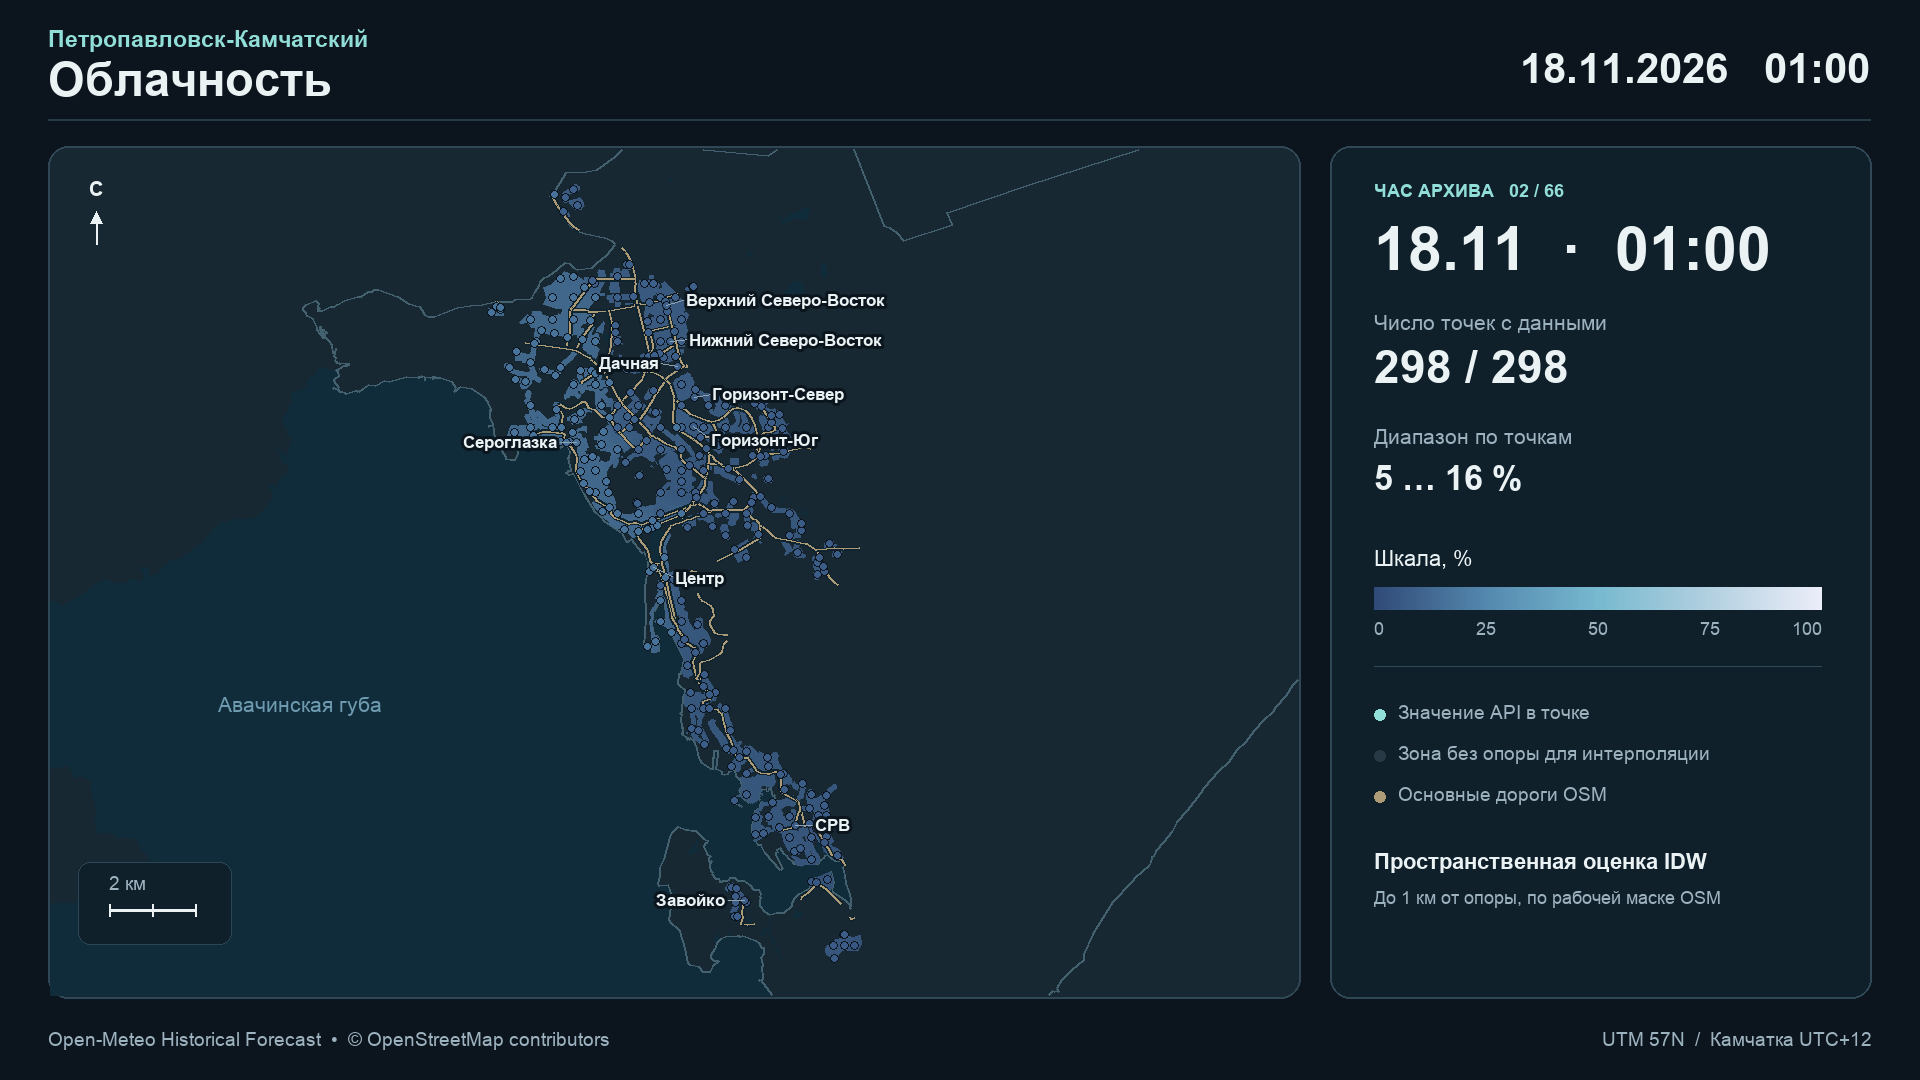 Петропавловск-Камчатский
Облачность
18.11.2026 01:00
С
Верхний Северо-Восток
Нижний Северо-Восток
Дачная
Горизонт-Север
Горизонт-Юг
Сероглазка
Центр
Авачинская губа
СРВ
Завойко
2 км
ЧАС АРХИВА 02 / 66
18.11 · 01:00
Число точек с данными
298 / 298
Диапазон по точкам
5 … 16 %
Шкала, %
0 25 50 75 100
Значение API в точке
Зона без опоры для интерполяции
Основные дороги OSM
Пространственная оценка IDW
До 1 км от опоры, по рабочей маске OSM
Open-Meteo Historical Forecast • © OpenStreetMap contributors
UTM 57N / Камчатка UTC+12